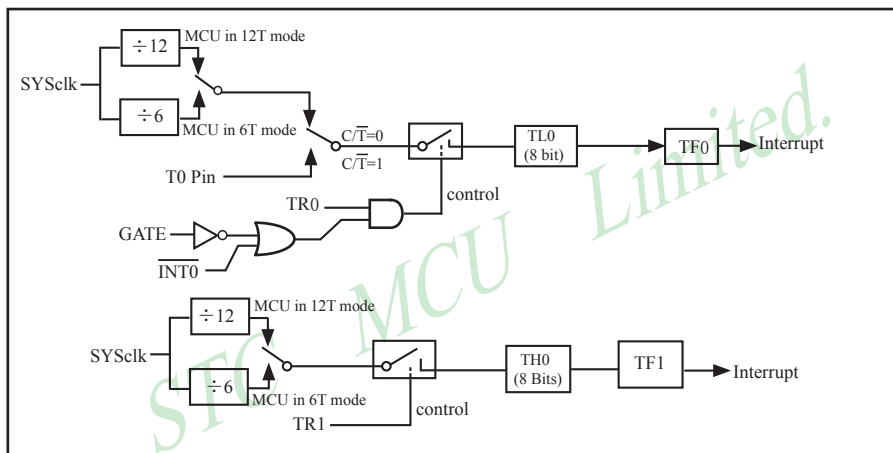 ÷12
MCU in 12T mode
SYSclk
÷6
MCU in 6T mode
C/T̅=0
C/T̅=1
T0 Pin
TL0
(8 bit)
TF0
Interrupt
control
TR0
GATE
I̅N̅T̅0̅
÷12
MCU in 12T mode
SYSclk
÷6
MCU in 6T mode
TH0
(8 Bits)
TF1
Interrupt
control
TR1
STC MCU Limited.